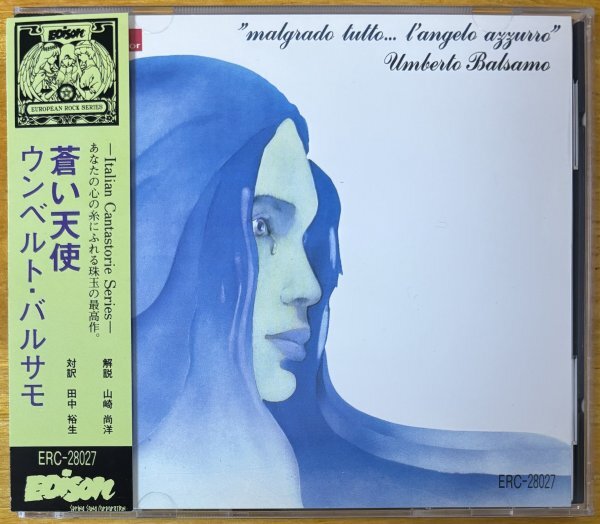 Edison
EUROPEAN ROCK SERIES
蒼い天使
ウンベルト・バルサモ
—Italian Cantastorie Series—
あなたの心の糸にふれる珠玉の最高作。
解説 山崎 尚洋
対訳 田中 裕生
ERC-28027
Edison
"malgrado tutto... l'angelo azzurro"
Umberto Balsamo
ERC-28027